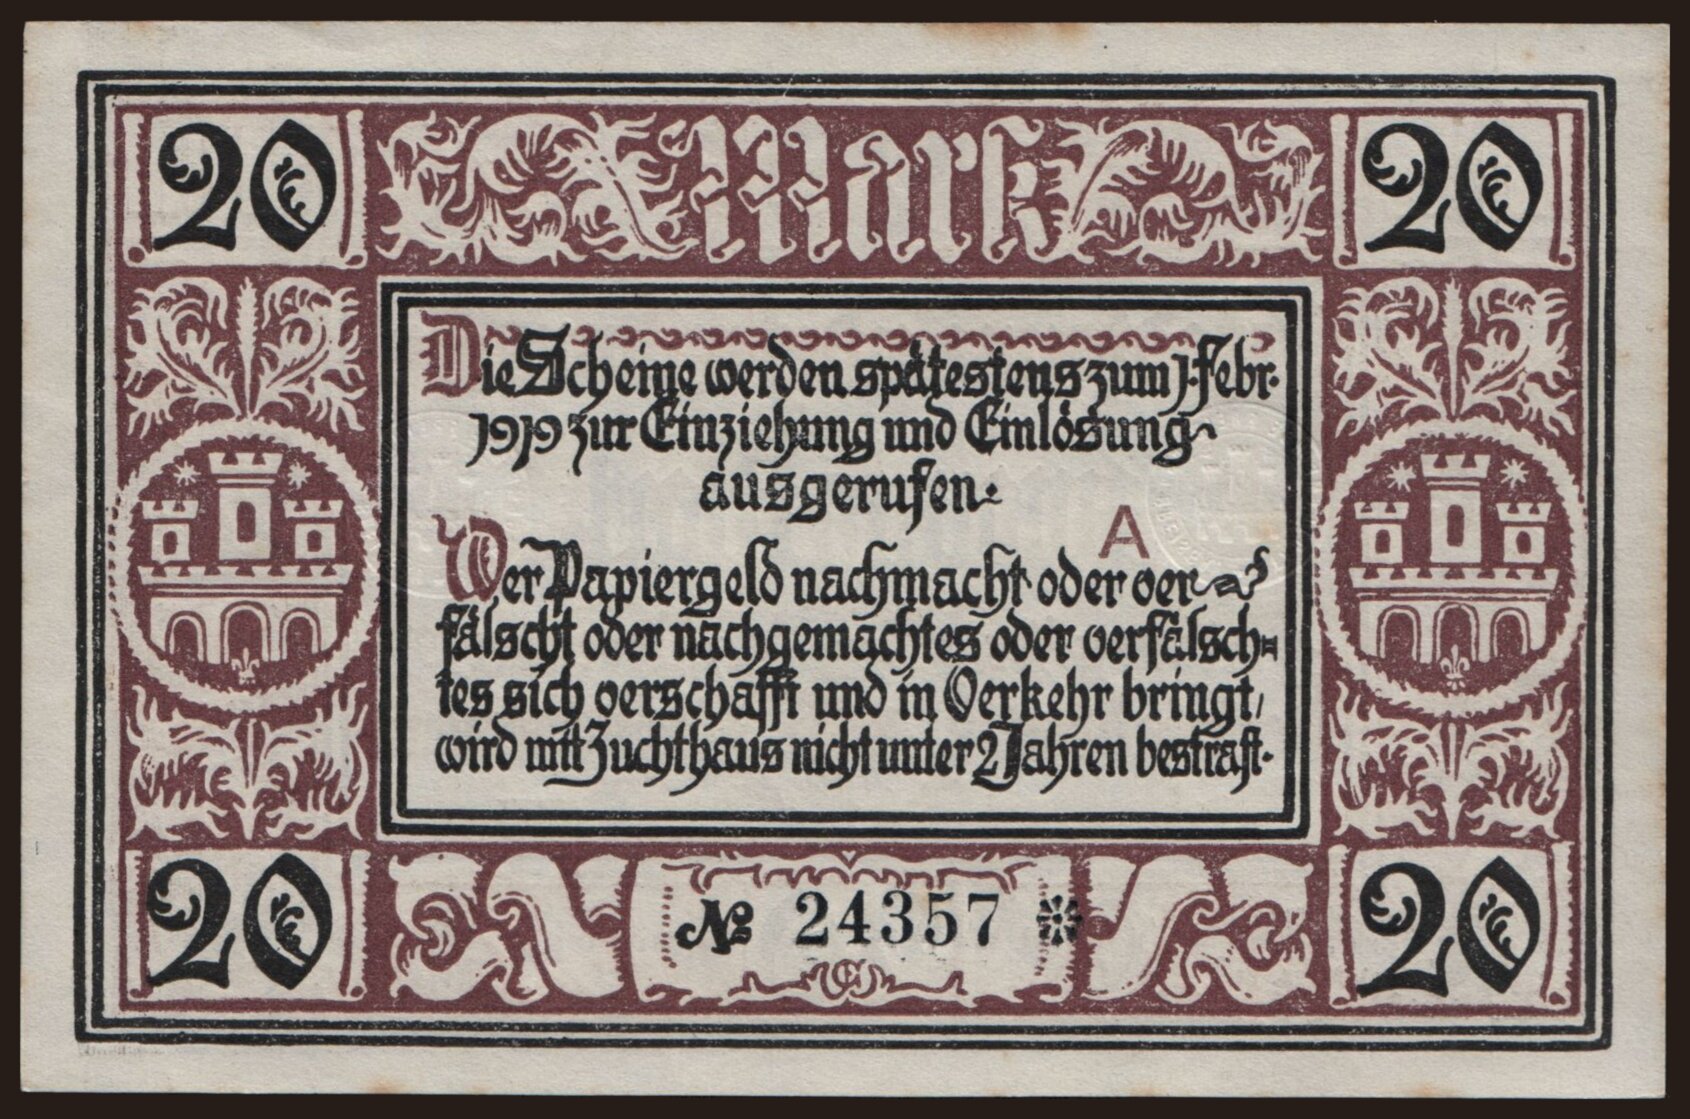 20 Mark 20
Die Scheine werden spätestens zum 1. Febr.
1919 zur Einziehung und Einlösung
ausgerufen.
A
Wer Papiergeld nachmacht oder ver-
fälscht oder nachgemachtes oder verfälsch-
tes sich verschafft und in Verkehr bringt,
wird mit Zuchthaus nicht unter 2 Jahren bestraft.
20 № 24357 20